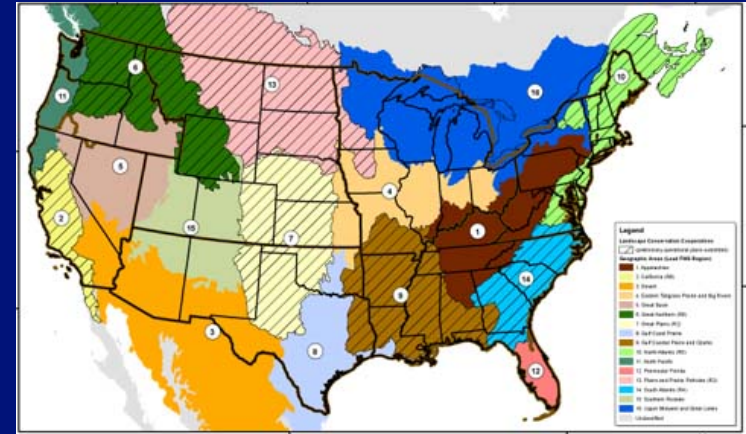 6
13
11
10
16
5
4
2
15
1
7
9
14
3
8
12
Legend
Landscape Conservation Cooperatives
Geographic Areas (Lead FWS Region)
1. Appalachian
2. California (R8)
3. Desert
4. Eastern Tallgrass Prairie and Big Rivers
5. Great Basin
6. Great Northern (R6)
7. Great Plains (R2)
8. Gulf Coast Prairie
9. Gulf Coastal Plains and Ozarks
10. North Atlantic (R5)
11. North Pacific
12. Peninsular Florida
13. Plains and Prairie Potholes (R3)
14. South Atlantic (R4)
15. Southern Rockies
16. Upper Midwest and Great Lakes
Unclassified